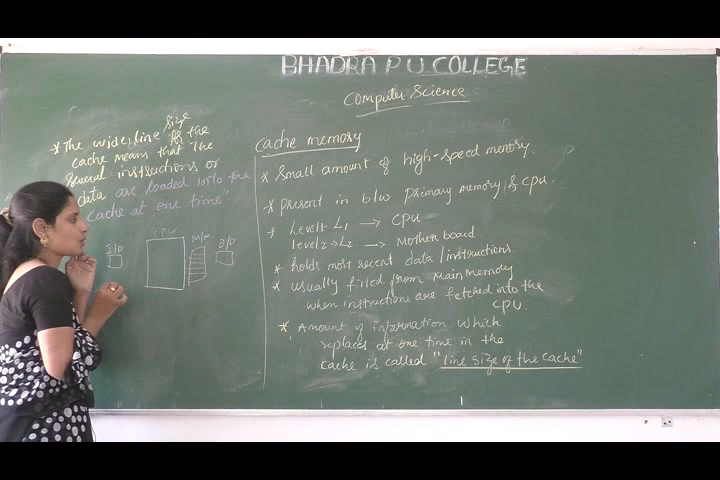 BHADRA P U COLLEGE
Computer Science
* The wider line size of the
cache means that the
several instructions or
data are loaded into the
cache at one time"
I/P
CPU
M/M
O/P
cache memory
* Small amount of high-speed memory.
* Present in b/w primary memory & CPU.
* Level1- L1 → CPU
level2 → L2 → Mother board
* holds most recent data/instructions
* usually filled from main memory
when instructions are fetched into the
CPU.
* Amount of information which
replaces at one time in the
cache is called "line size of the cache"